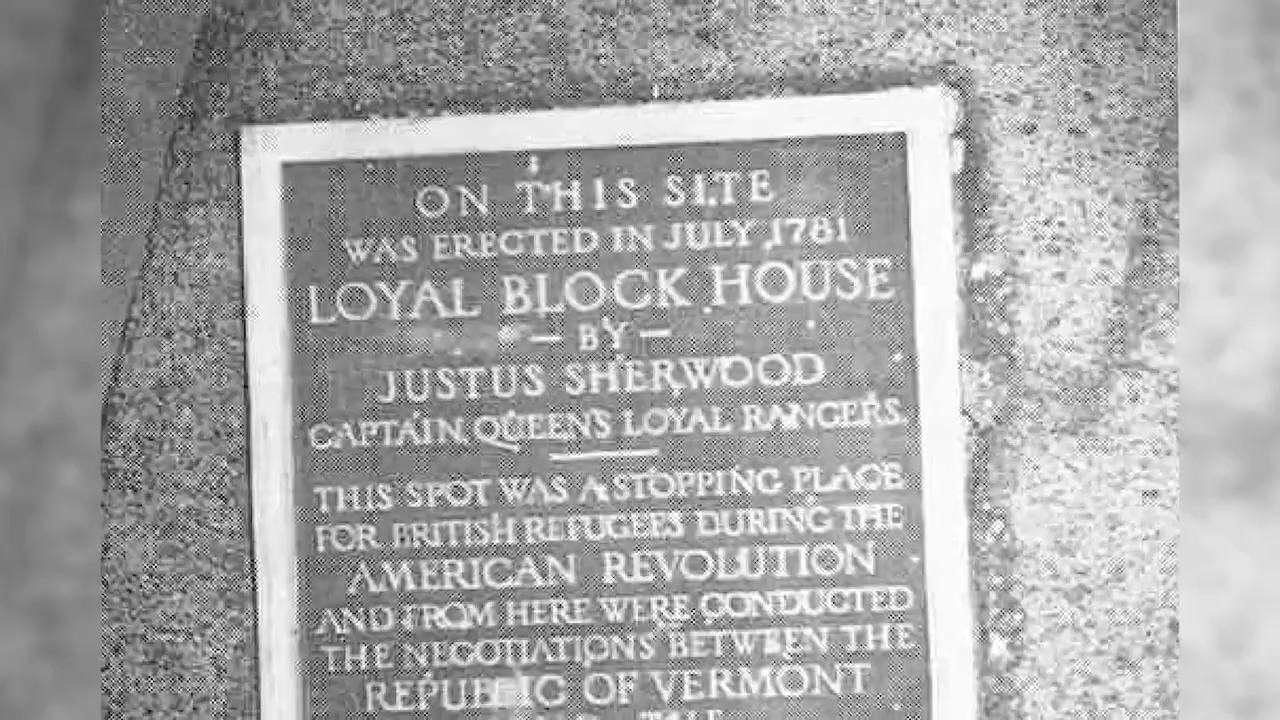 ON THIS SITE
WAS ERECTED IN JULY, 1781
LOYAL BLOCK HOUSE
— BY —
JUSTUS SHERWOOD
CAPTAIN, QUEEN'S LOYAL RANGERS.
THIS SPOT WAS A STOPPING PLACE
FOR BRITISH REFUGEES DURING THE
AMERICAN REVOLUTION
AND FROM HERE WERE CONDUCTED
THE NEGOTIATIONS BETWEEN THE
REPUBLIC OF VERMONT